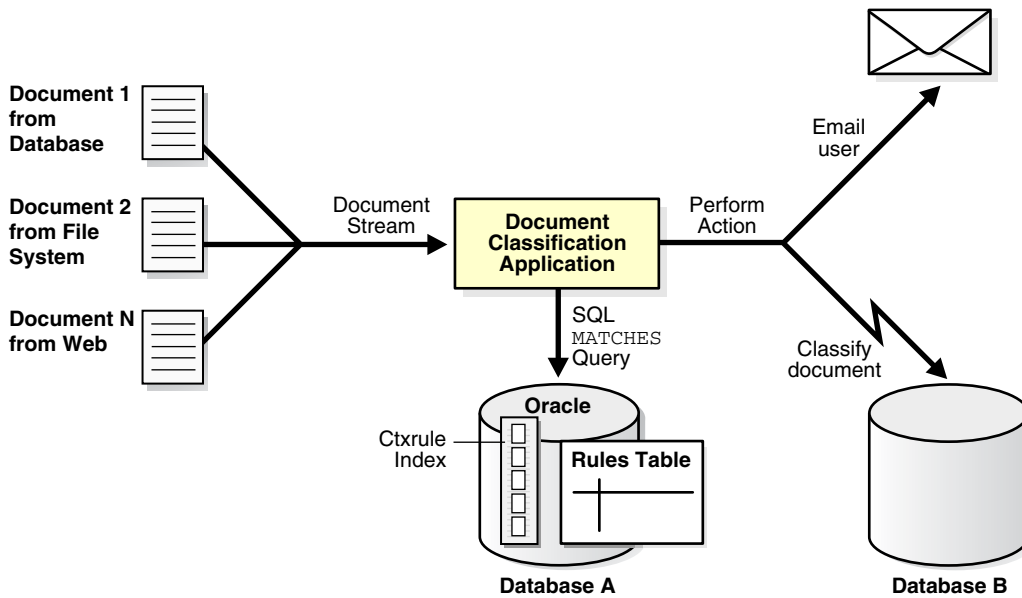 Document 1
from
Database
Document 2
from File
System
Document N
from Web
Document
Stream
Document
Classification
Application
Perform
Action
Email
user
Classify
document
SQL
MATCHES
Query
Oracle
Ctxrule
Index
Rules Table
Database A
Database B